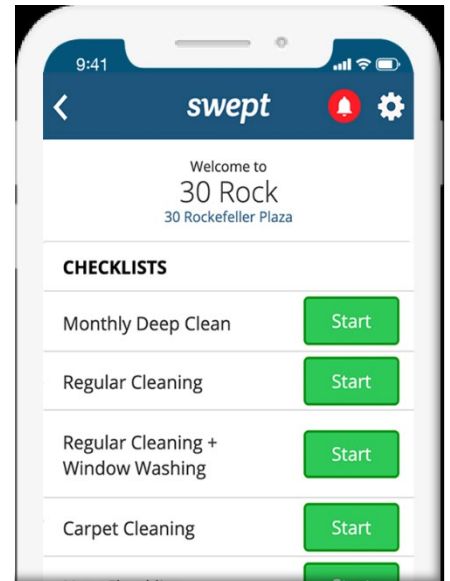 9:41
swept
Welcome to
30 Rock
30 Rockefeller Plaza
CHECKLISTS
Monthly Deep Clean
Start
Regular Cleaning
Start
Regular Cleaning +
Window Washing
Start
Carpet Cleaning
Start